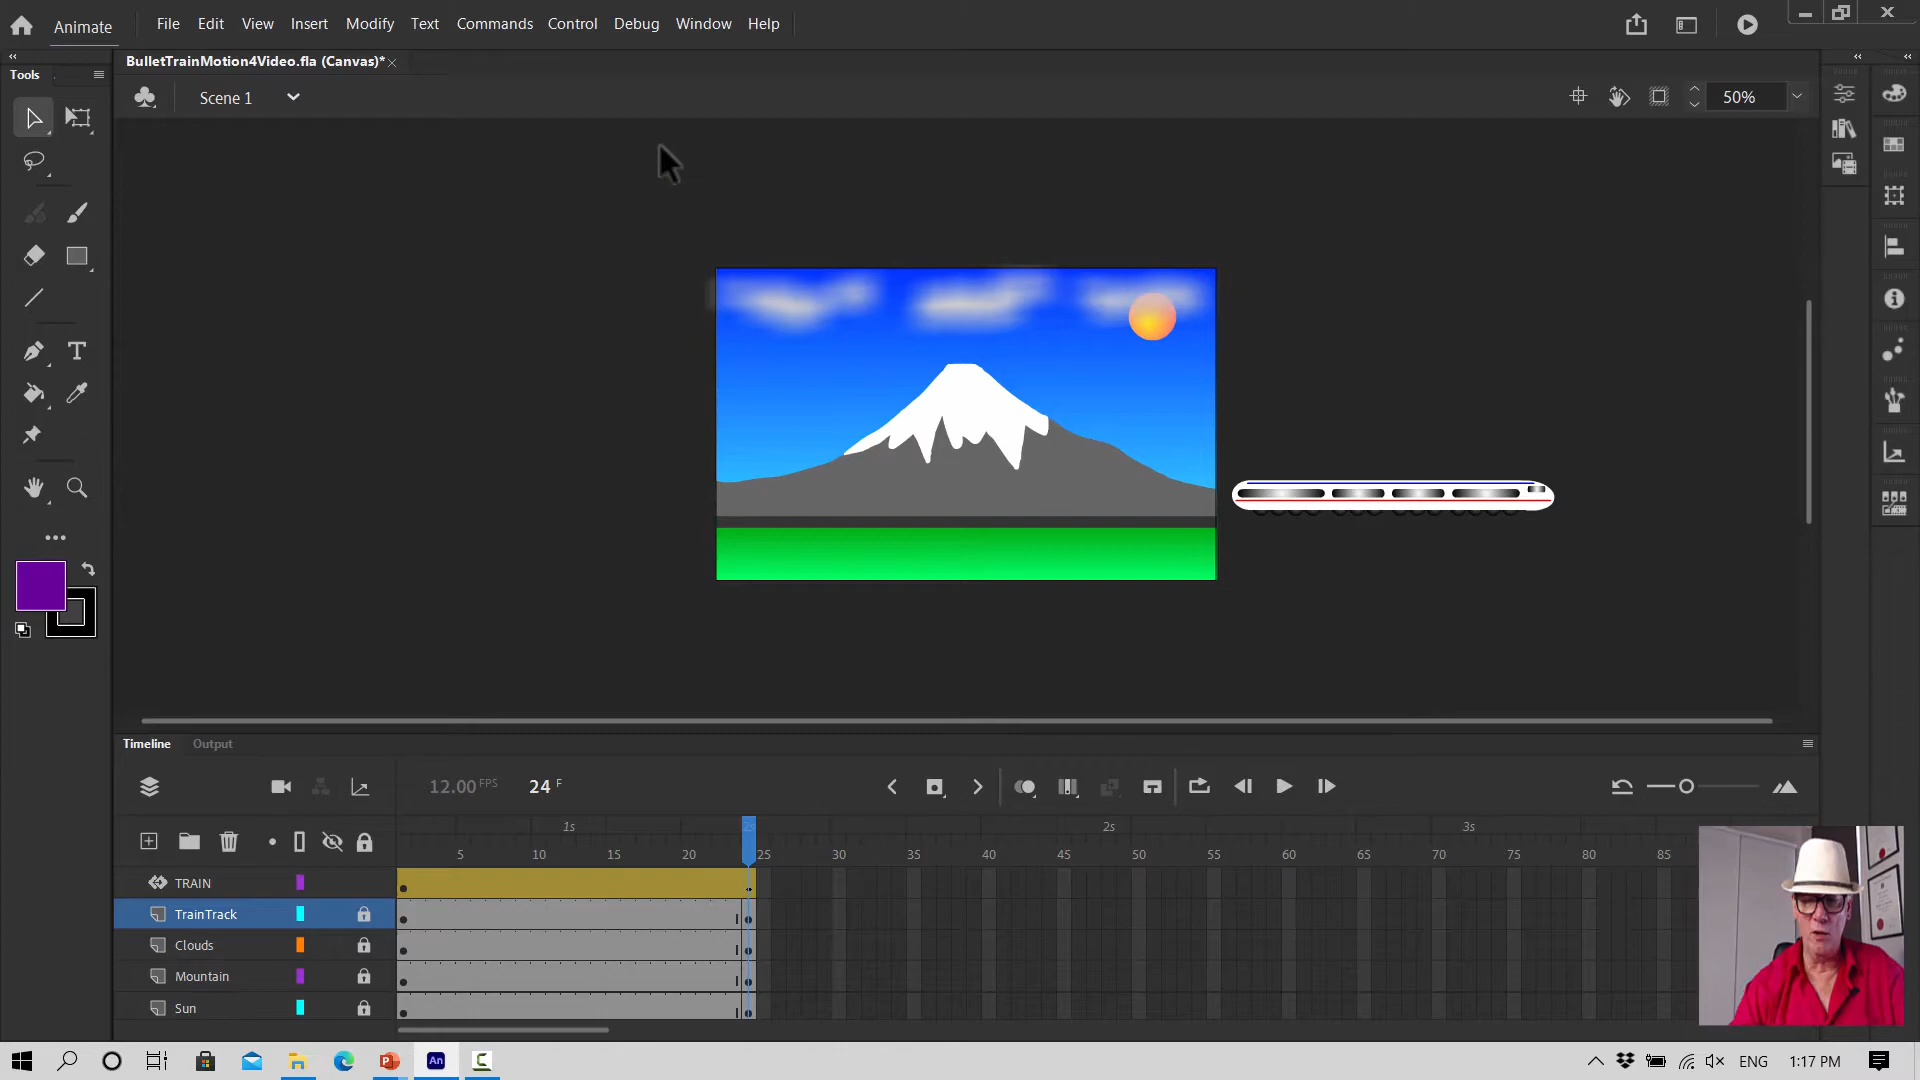 Animate File Edit View Insert Modify Text Commands Control Debug Window Help
BulletTrainMotion4Video.fla (Canvas)*
Tools
Scene 1
50%
Timeline Output
12.00 FPS 24 F
1s 2s 2s 3s
5 10 15 20 25 30 35 40 45 50 55 60 65 70 75 80 85
TRAIN
TrainTrack
Clouds
Mountain
Sun
An
ENG 1:17 PM